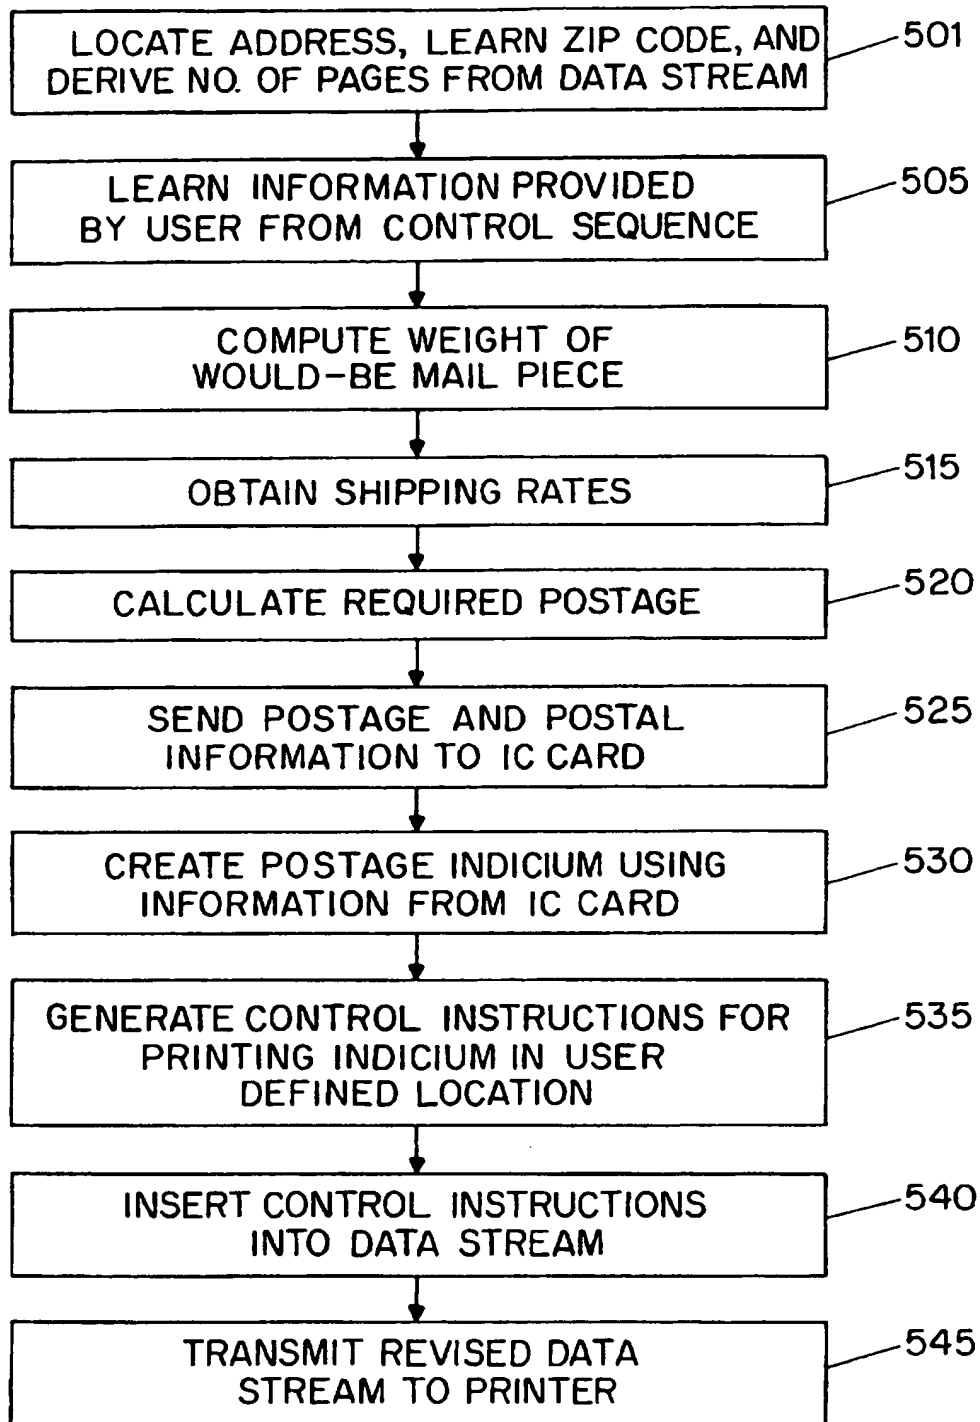 LOCATE ADDRESS, LEARN ZIP CODE, AND
DERIVE NO. OF PAGES FROM DATA STREAM
501
LEARN INFORMATION PROVIDED
BY USER FROM CONTROL SEQUENCE
505
COMPUTE WEIGHT OF
WOULD-BE MAIL PIECE
510
OBTAIN SHIPPING RATES
515
CALCULATE REQUIRED POSTAGE
520
SEND POSTAGE AND POSTAL
INFORMATION TO IC CARD
525
CREATE POSTAGE INDICIUM USING
INFORMATION FROM IC CARD
530
GENERATE CONTROL INSTRUCTIONS FOR
PRINTING INDICIUM IN USER
DEFINED LOCATION
535
INSERT CONTROL INSTRUCTIONS
INTO DATA STREAM
540
TRANSMIT REVISED DATA
STREAM TO PRINTER
545